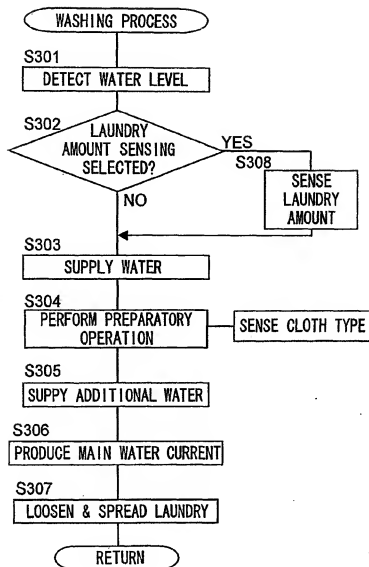 WASHING PROCESS
S301
DETECT WATER LEVEL
S302
LAUNDRY
AMOUNT SENSING
SELECTED?
YES
S308
SENSE
LAUNDRY
AMOUNT
NO
S303
SUPPLY WATER
S304
PERFORM PREPARATORY
OPERATION
SENSE CLOTH TYPE
S305
SUPPY ADDITIONAL WATER
S306
PRODUCE MAIN WATER CURRENT
S307
LOOSEN & SPREAD LAUNDRY
RETURN